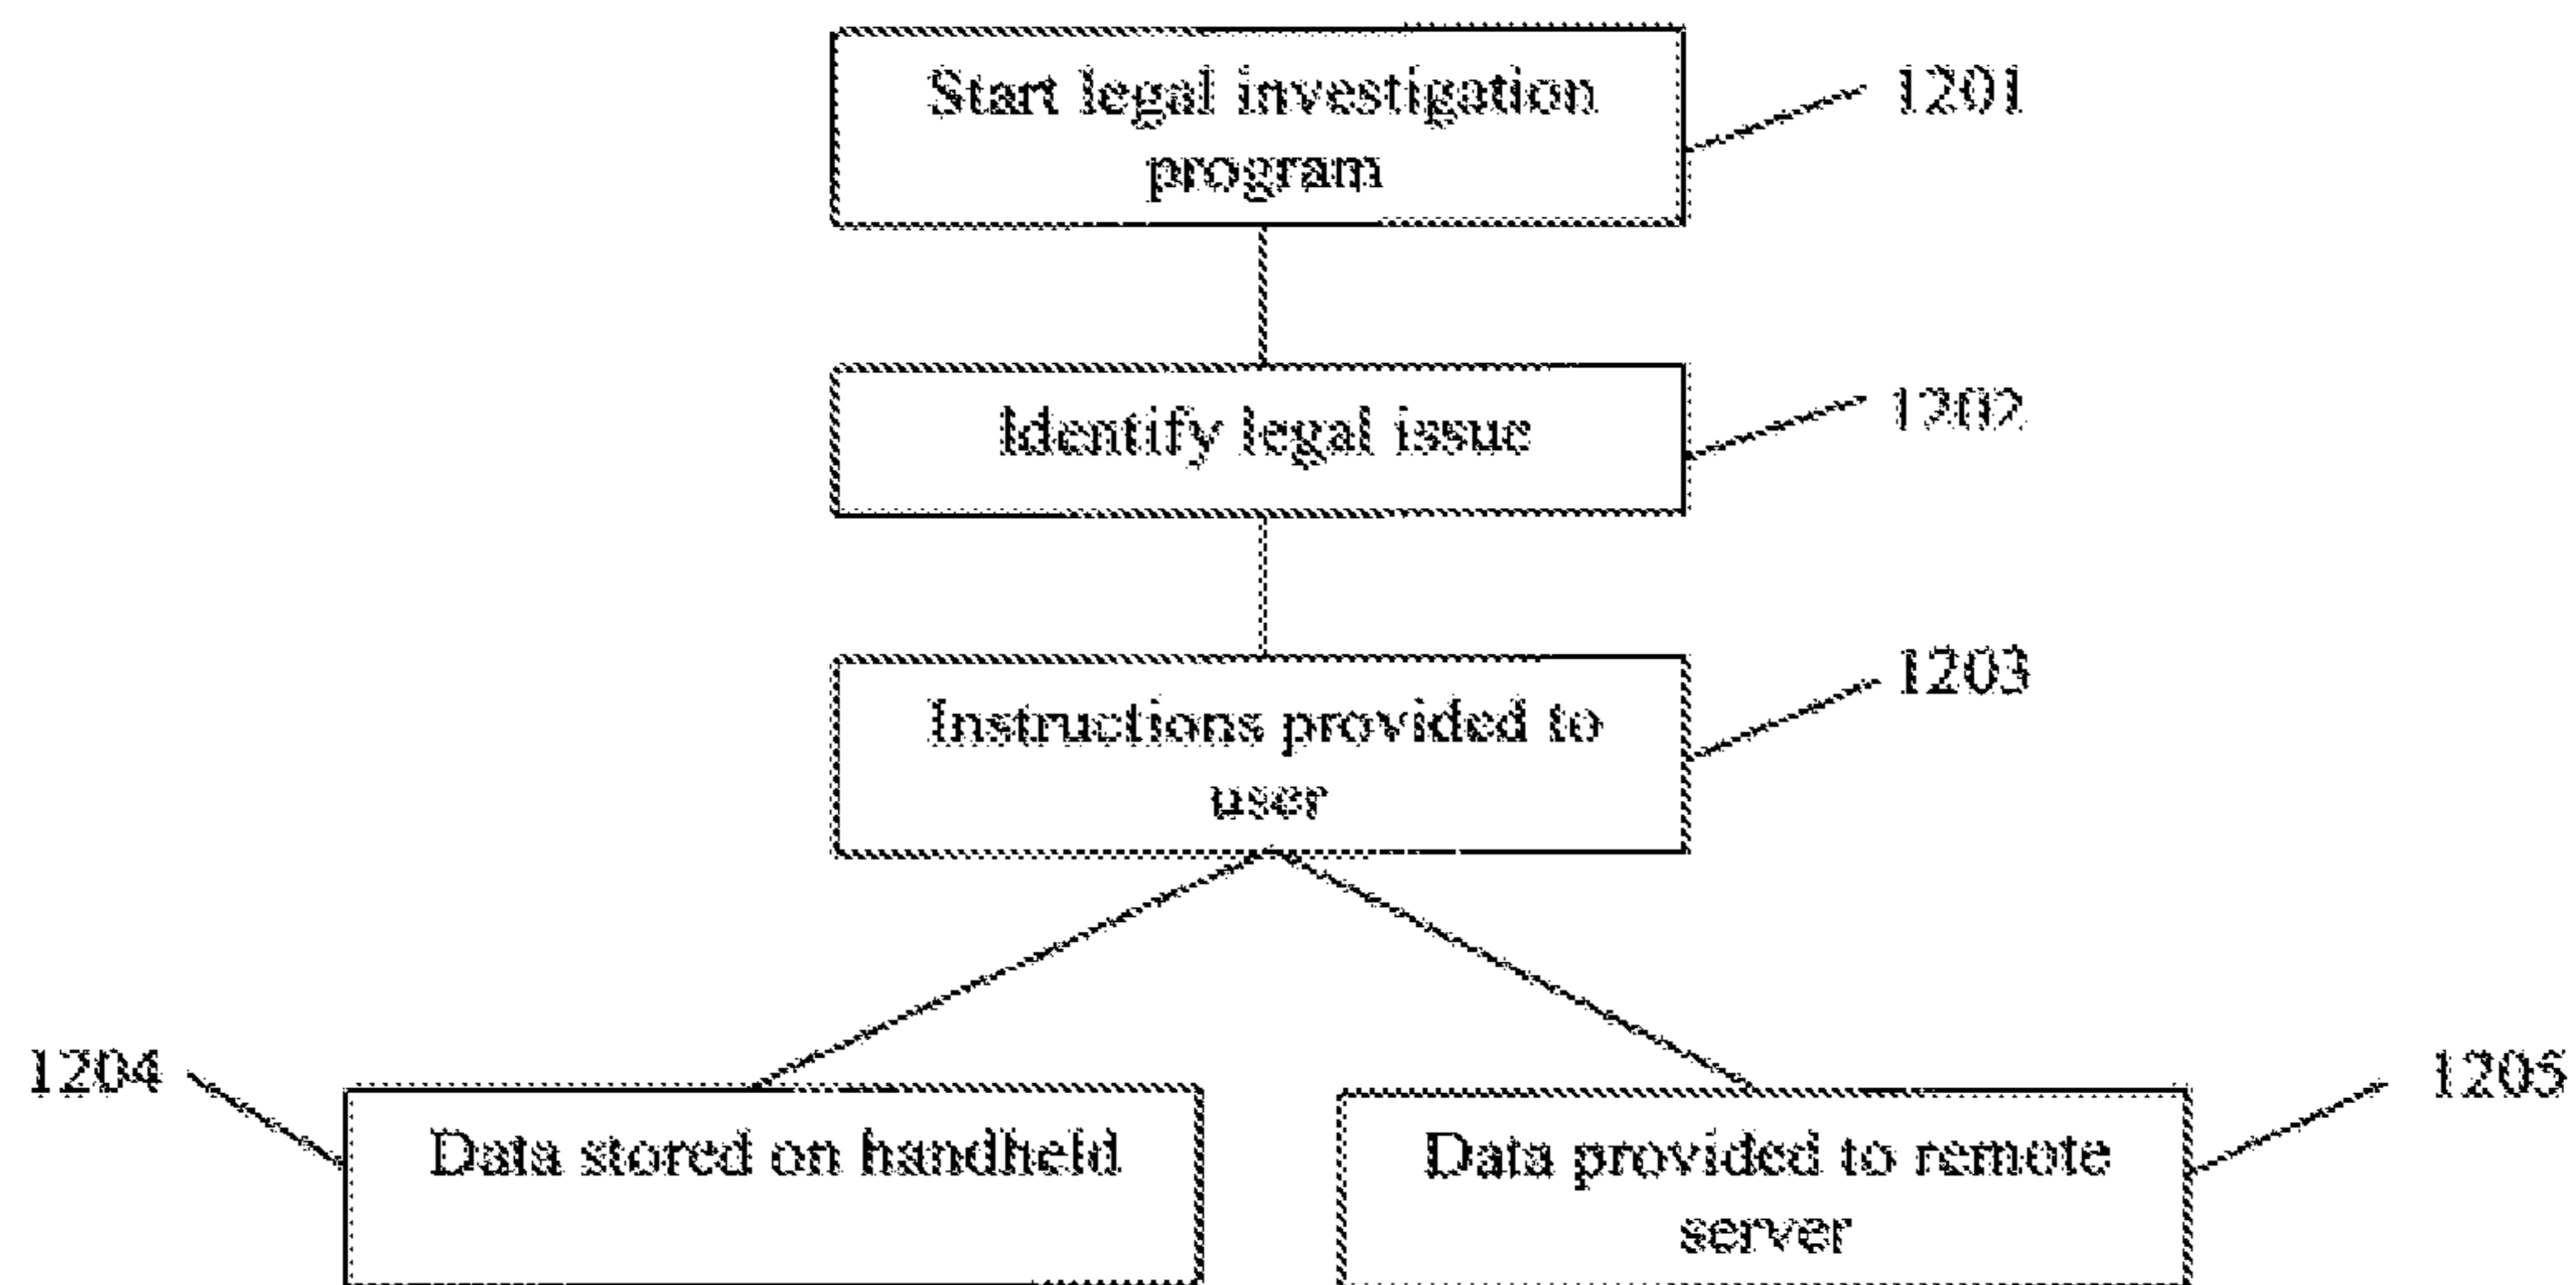 Start legal investigation
program
1201
Identify legal issue
1202
Instructions provided to
user
1203
1204
Data stored on handheld
Data provided to remote
server
1205